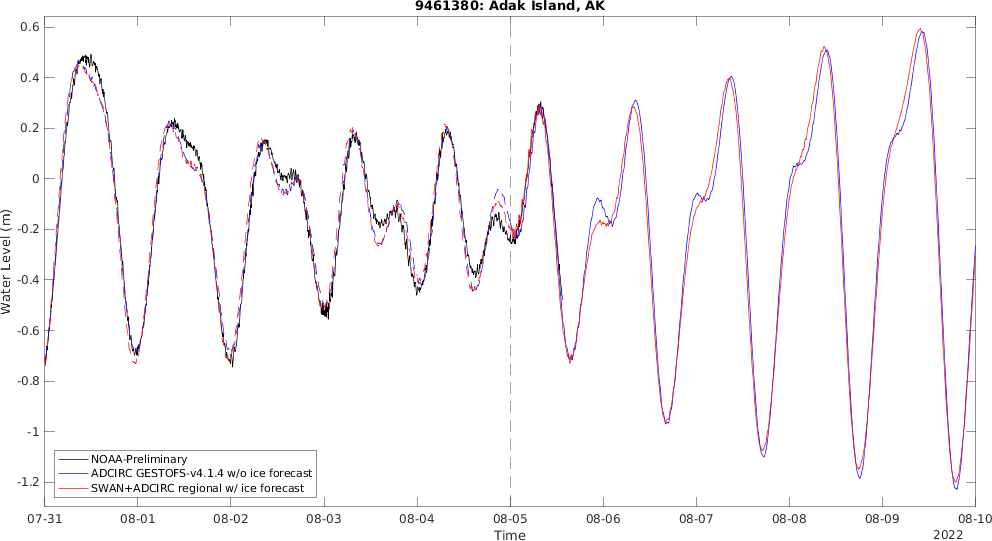 9461380: Adak Island, AK
0.6
0.4
0.2
0
-0.2
-0.4
-0.6
-0.8
-1
-1.2
Water Level (m)
NOAA-Preliminary
ADCIRC GESTOFS-v4.1.4 w/o ice forecast
SWAN+ADCIRC regional w/ ice forecast
07-31 08-01 08-02 08-03 08-04 08-05 08-06 08-07 08-08 08-09 08-10
Time
2022